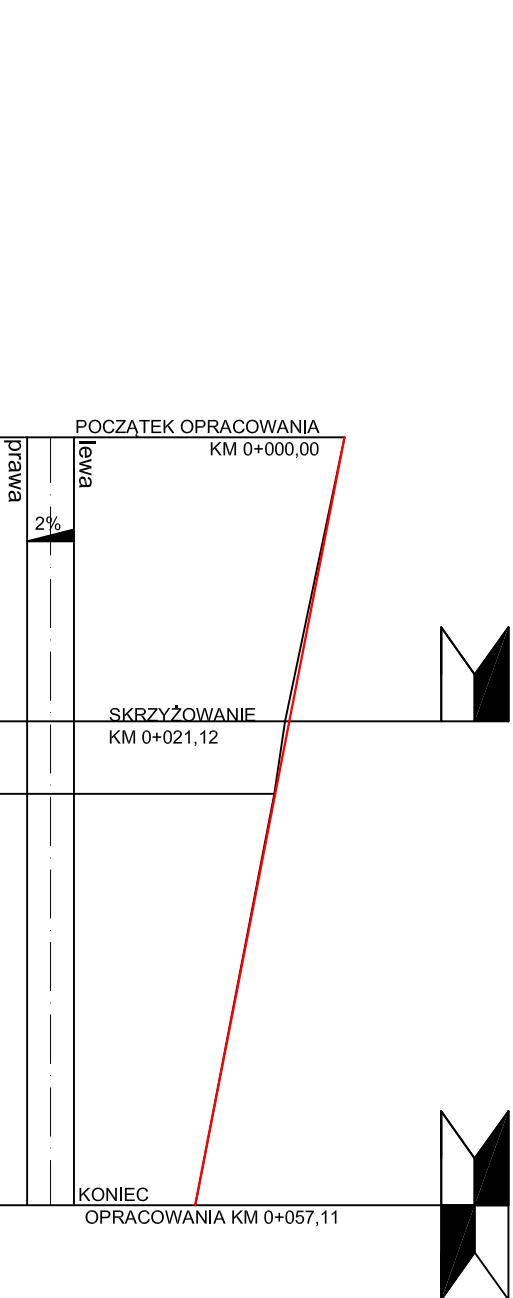 POCZĄTEK OPRACOWANIA
KM 0+000,00
prawa
lewa
2%
SKRZYŻOWANIE
KM 0+021,12
KONIEC
OPRACOWANIA KM 0+057,11